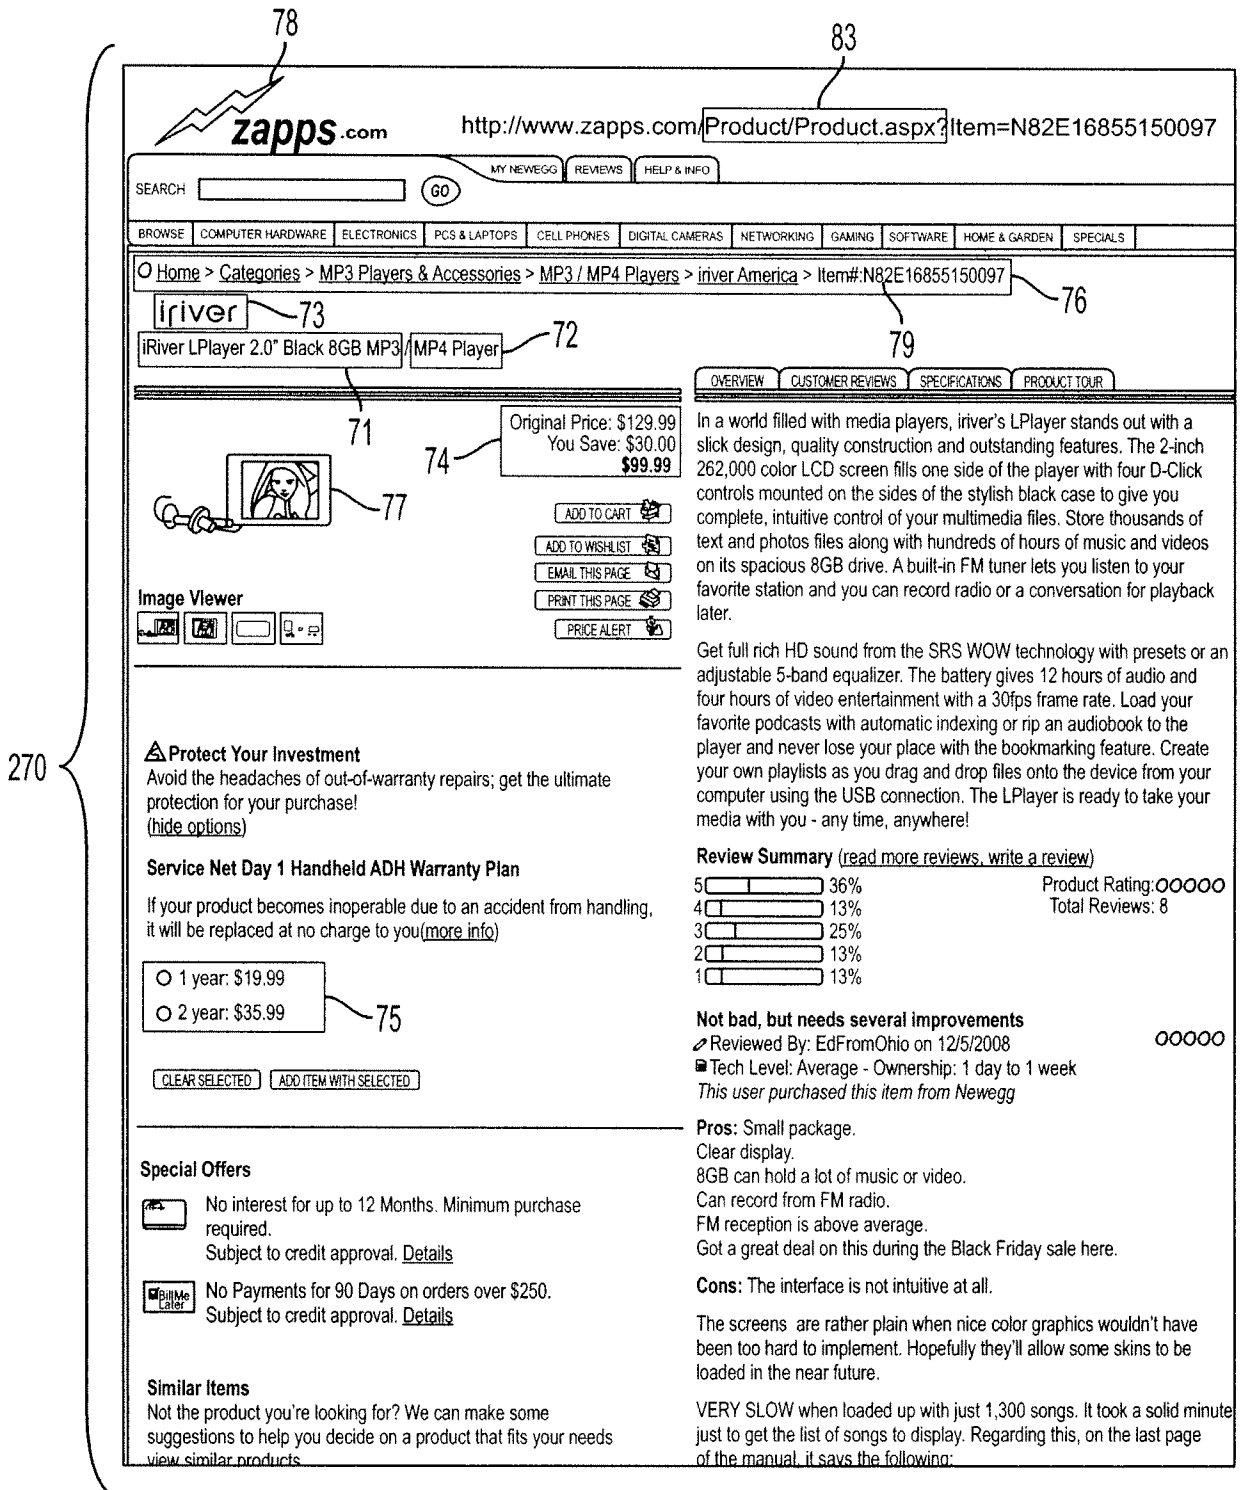 78
83
zapps.com
http://www.zapps.com/Product/Product.aspx?Item=N82E16855150097
MY NEWEGG REVIEWS HELP & INFO
SEARCH GO
BROWSE COMPUTER HARDWARE ELECTRONICS PCS & LAPTOPS CELL PHONES DIGITAL CAMERAS NETWORKING GAMING SOFTWARE HOME & GARDEN SPECIALS
Home > Categories > MP3 Players & Accessories > MP3 / MP4 Players > iriver America > Item#:N82E16855150097
76
iriver
73
79
iRiver LPlayer 2.0" Black 8GB MP3 / MP4 Player
72
71
Original Price: $129.99
You Save: $30.00
$99.99
74
77
ADD TO CART
ADD TO WISHLIST
EMAIL THIS PAGE
PRINT THIS PAGE
PRICE ALERT
Image Viewer
270
Protect Your Investment
Avoid the headaches of out-of-warranty repairs; get the ultimate
protection for your purchase!
(hide options)
Service Net Day 1 Handheld ADH Warranty Plan
If your product becomes inoperable due to an accident from handling,
it will be replaced at no charge to you(more info)
1 year: $19.99
2 year: $35.99
75
CLEAR SELECTED ADD ITEM WITH SELECTED
Special Offers
No interest for up to 12 Months. Minimum purchase
required.
Subject to credit approval. Details
Bill Me
Later
No Payments for 90 Days on orders over $250.
Subject to credit approval. Details
Similar Items
Not the product you're looking for? We can make some
suggestions to help you decide on a product that fits your needs
view similar products
OVERVIEW CUSTOMER REVIEWS SPECIFICATIONS PRODUCT TOUR
In a world filled with media players, iriver's LPlayer stands out with a
slick design, quality construction and outstanding features. The 2-inch
262,000 color LCD screen fills one side of the player with four D-Click
controls mounted on the sides of the stylish black case to give you
complete, intuitive control of your multimedia files. Store thousands of
text and photos files along with hundreds of hours of music and videos
on its spacious 8GB drive. A built-in FM tuner lets you listen to your
favorite station and you can record radio or a conversation for playback
later.
Get full rich HD sound from the SRS WOW technology with presets or an
adjustable 5-band equalizer. The battery gives 12 hours of audio and
four hours of video entertainment with a 30fps frame rate. Load your
favorite podcasts with automatic indexing or rip an audiobook to the
player and never lose your place with the bookmarking feature. Create
your own playlists as you drag and drop files onto the device from your
computer using the USB connection. The LPlayer is ready to take your
media with you - any time, anywhere!
Review Summary (read more reviews, write a review)
5 36% Product Rating:
4 13% Total Reviews: 8
3 25%
2 13%
1 13%
Not bad, but needs several improvements
Reviewed By: EdFromOhio on 12/5/2008
Tech Level: Average - Ownership: 1 day to 1 week
This user purchased this item from Newegg
Pros: Small package.
Clear display.
8GB can hold a lot of music or video.
Can record from FM radio.
FM reception is above average.
Got a great deal on this during the Black Friday sale here.
Cons: The interface is not intuitive at all.
The screens are rather plain when nice color graphics wouldn't have
been too hard to implement. Hopefully they'll allow some skins to be
loaded in the near future.
VERY SLOW when loaded up with just 1,300 songs. It took a solid minute
just to get the list of songs to display. Regarding this, on the last page
of the manual, it says the following: